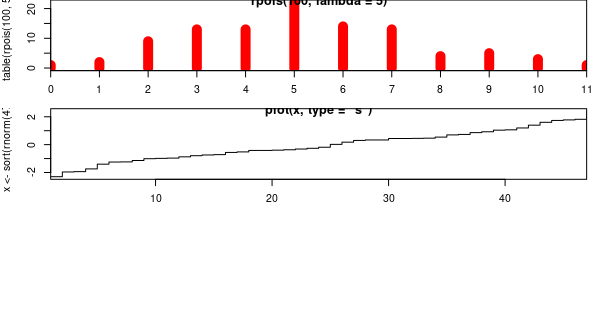 rpois(100, lambda = 5)
table(rpois(100, 5
20
10
0
0 1 2 3 4 5 6 7 8 9 10 11
plot(x, type = "s")
x <- sort(rnorm(47
2
0
-2
10 20 30 40